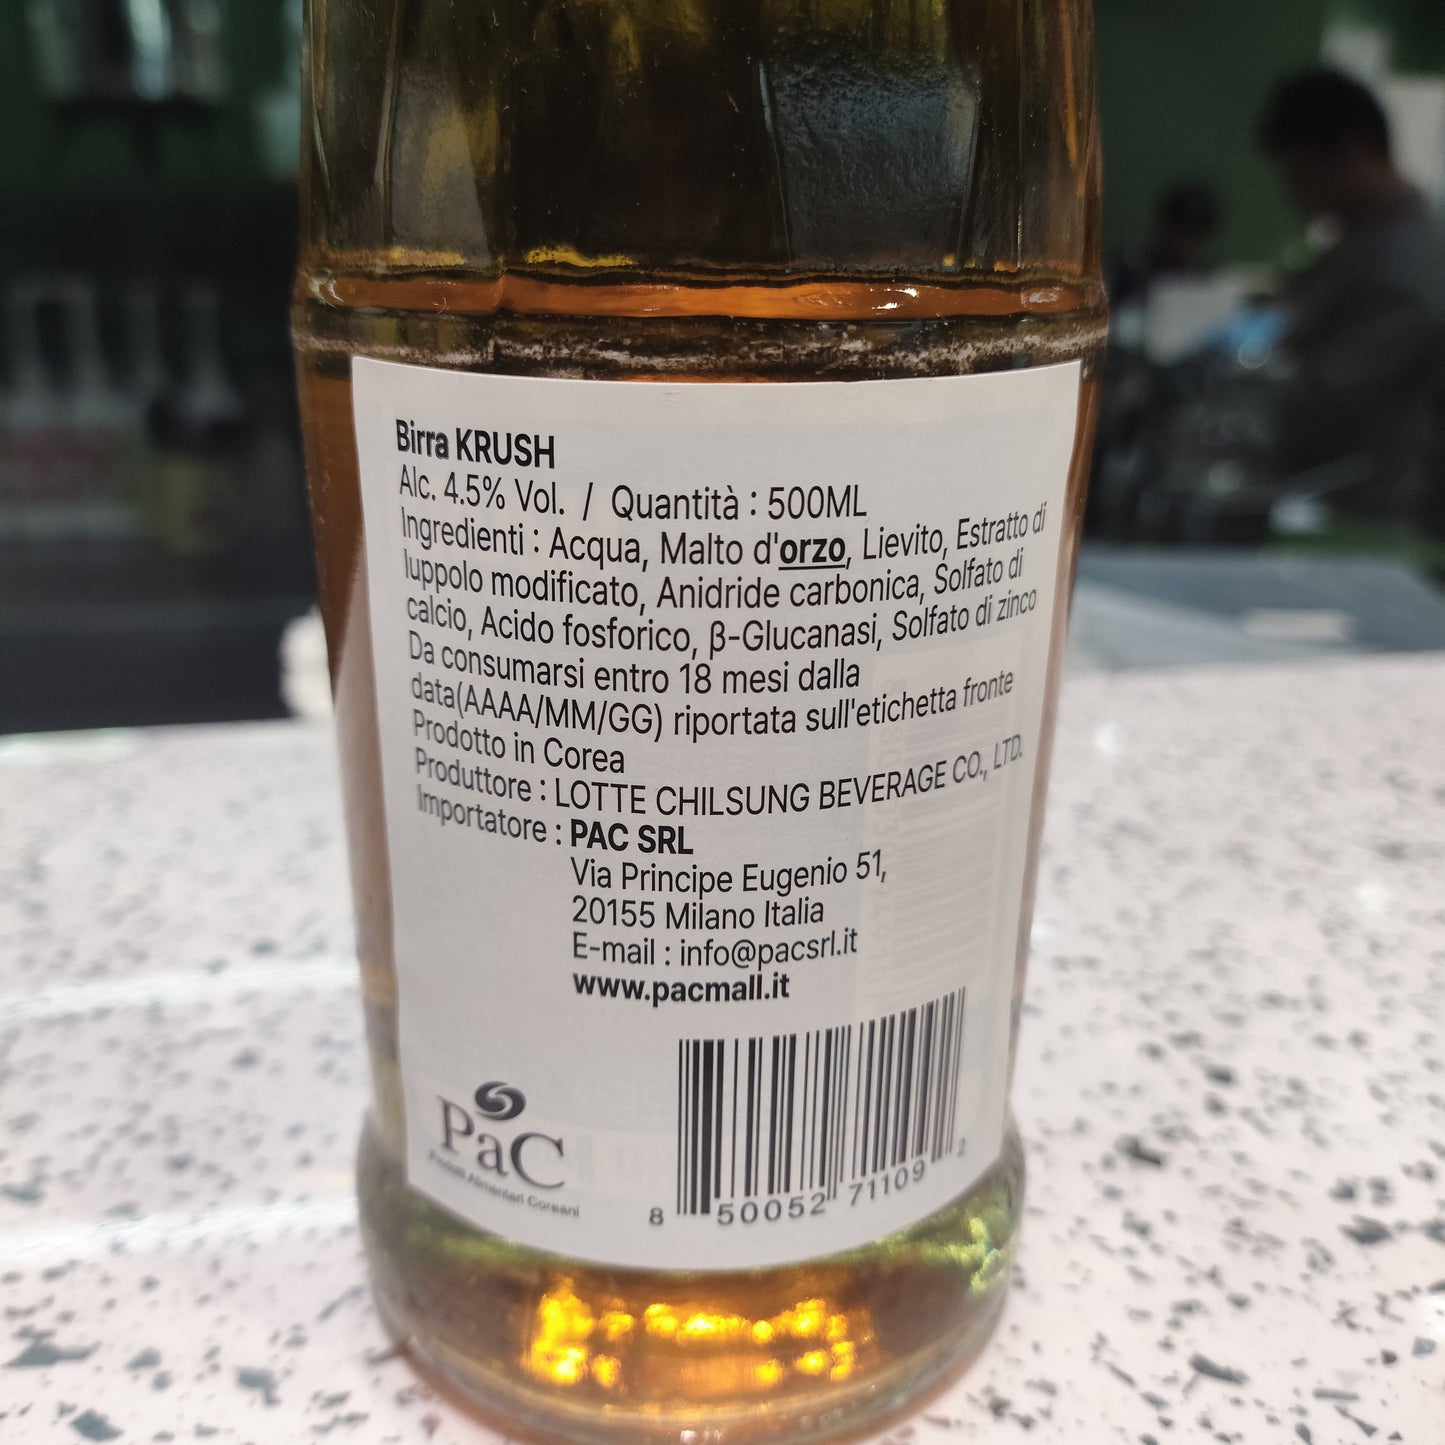 Birra KRUSH
Alc. 4.5% Vol. / Quantità : 500ML
Ingredienti : Acqua, Malto d'orzo, Lievito, Estratto di
luppolo modificato, Anidride carbonica, Solfato di
calcio, Acido fosforico, β-Glucanasi, Solfato di zinco
Da consumarsi entro 18 mesi dalla
data(AAAA/MM/GG) riportata sull'etichetta fronte
Prodotto in Corea
Produttore : LOTTE CHILSUNG BEVERAGE CO., LTD.
Importatore : PAC SRL
Via Principe Eugenio 51,
20155 Milano Italia
E-mail : info@pacsrl.it
www.pacmall.it
PaC
Prodotti Alimentari Coreani
8 50052 71109 2